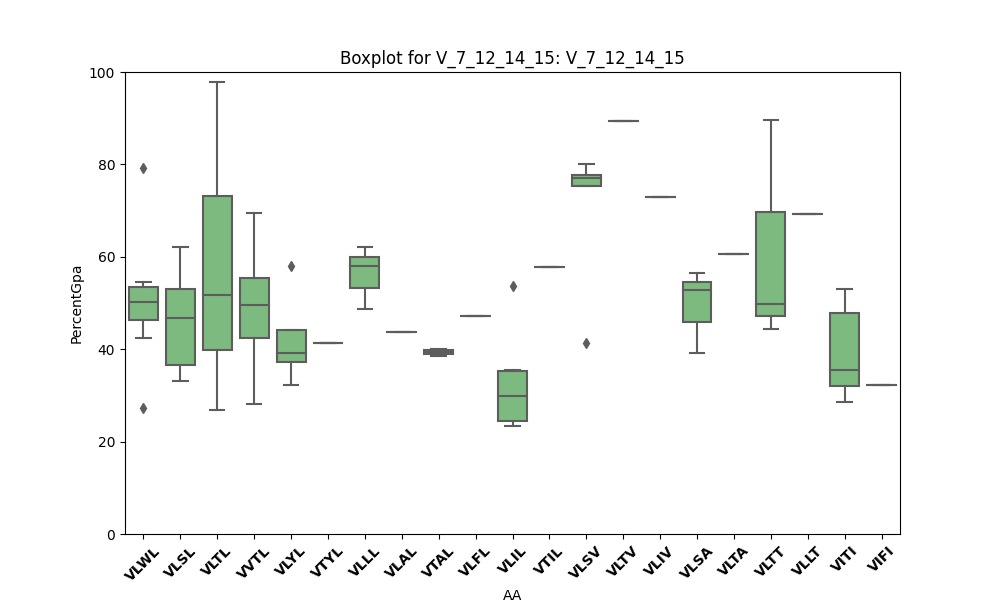 Boxplot for V_7_12_14_15: V_7_12_14_15
100
80
60
40
20
0
PercentGpa
VLWL VLSL VLTL VVTL VLYL VTYL VLLL VLAL VTAL VLFL VLIL VTIL VLSV VLTV VLIV VLSA VLTA VLTT VLLT VITI VIFI
AA